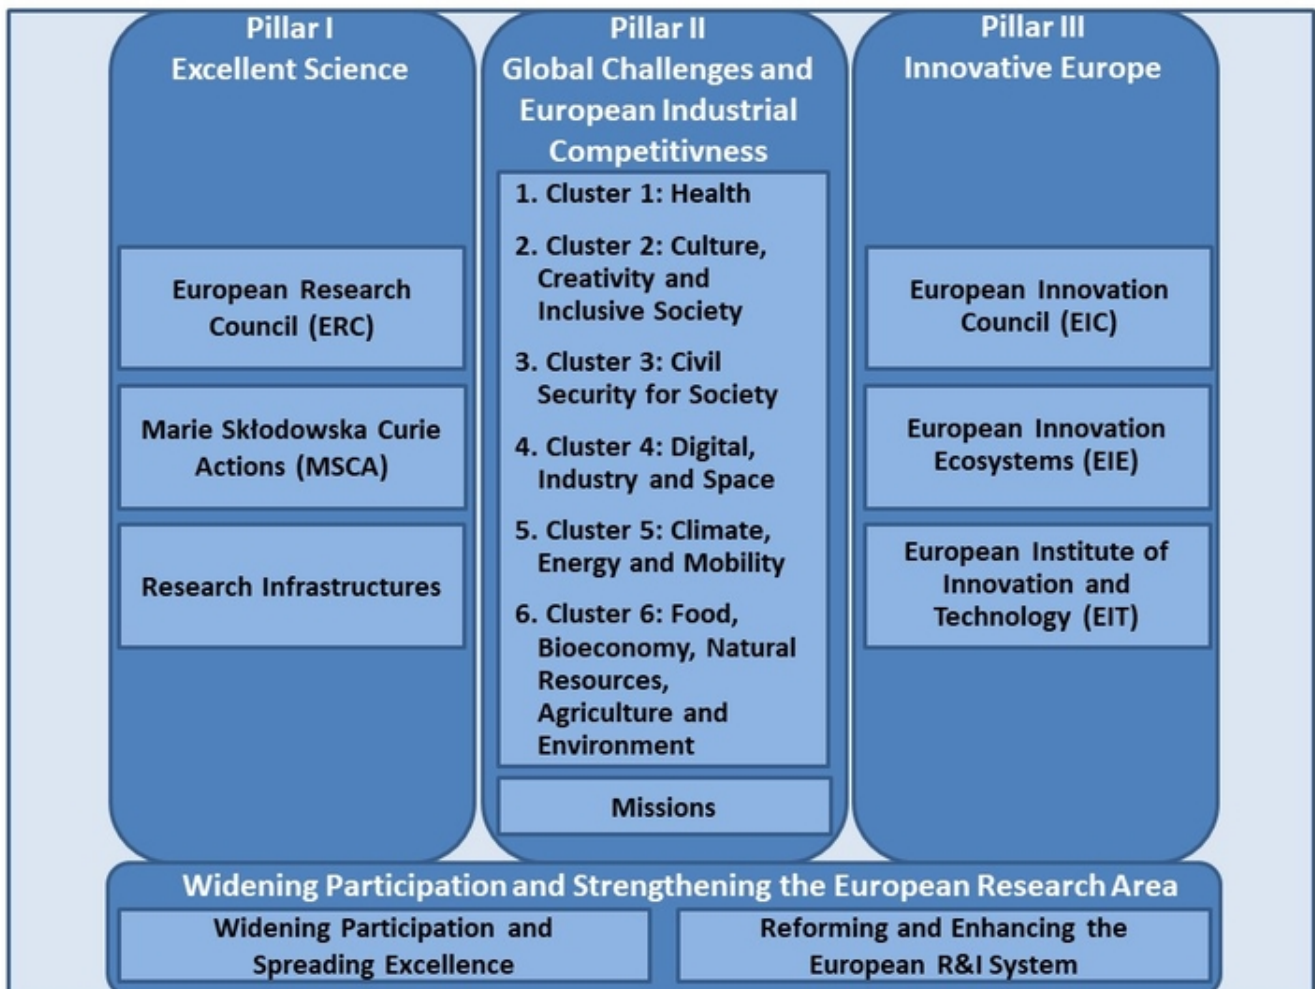 Pillar I
Excellent Science
European Research
Council (ERC)
Marie Skłodowska Curie
Actions (MSCA)
Research Infrastructures
Pillar II
Global Challenges and
European Industrial
Competitivness
1. Cluster 1: Health
2. Cluster 2: Culture,
Creativity and
Inclusive Society
3. Cluster 3: Civil
Security for Society
4. Cluster 4: Digital,
Industry and Space
5. Cluster 5: Climate,
Energy and Mobility
6. Cluster 6: Food,
Bioeconomy, Natural
Resources,
Agriculture and
Environment
Missions
Pillar III
Innovative Europe
European Innovation
Council (EIC)
European Innovation
Ecosystems (EIE)
European Institute of
Innovation and
Technology (EIT)
Widening Participation and Strengthening the European Research Area
Widening Participation and
Spreading Excellence
Reforming and Enhancing the
European R&I System